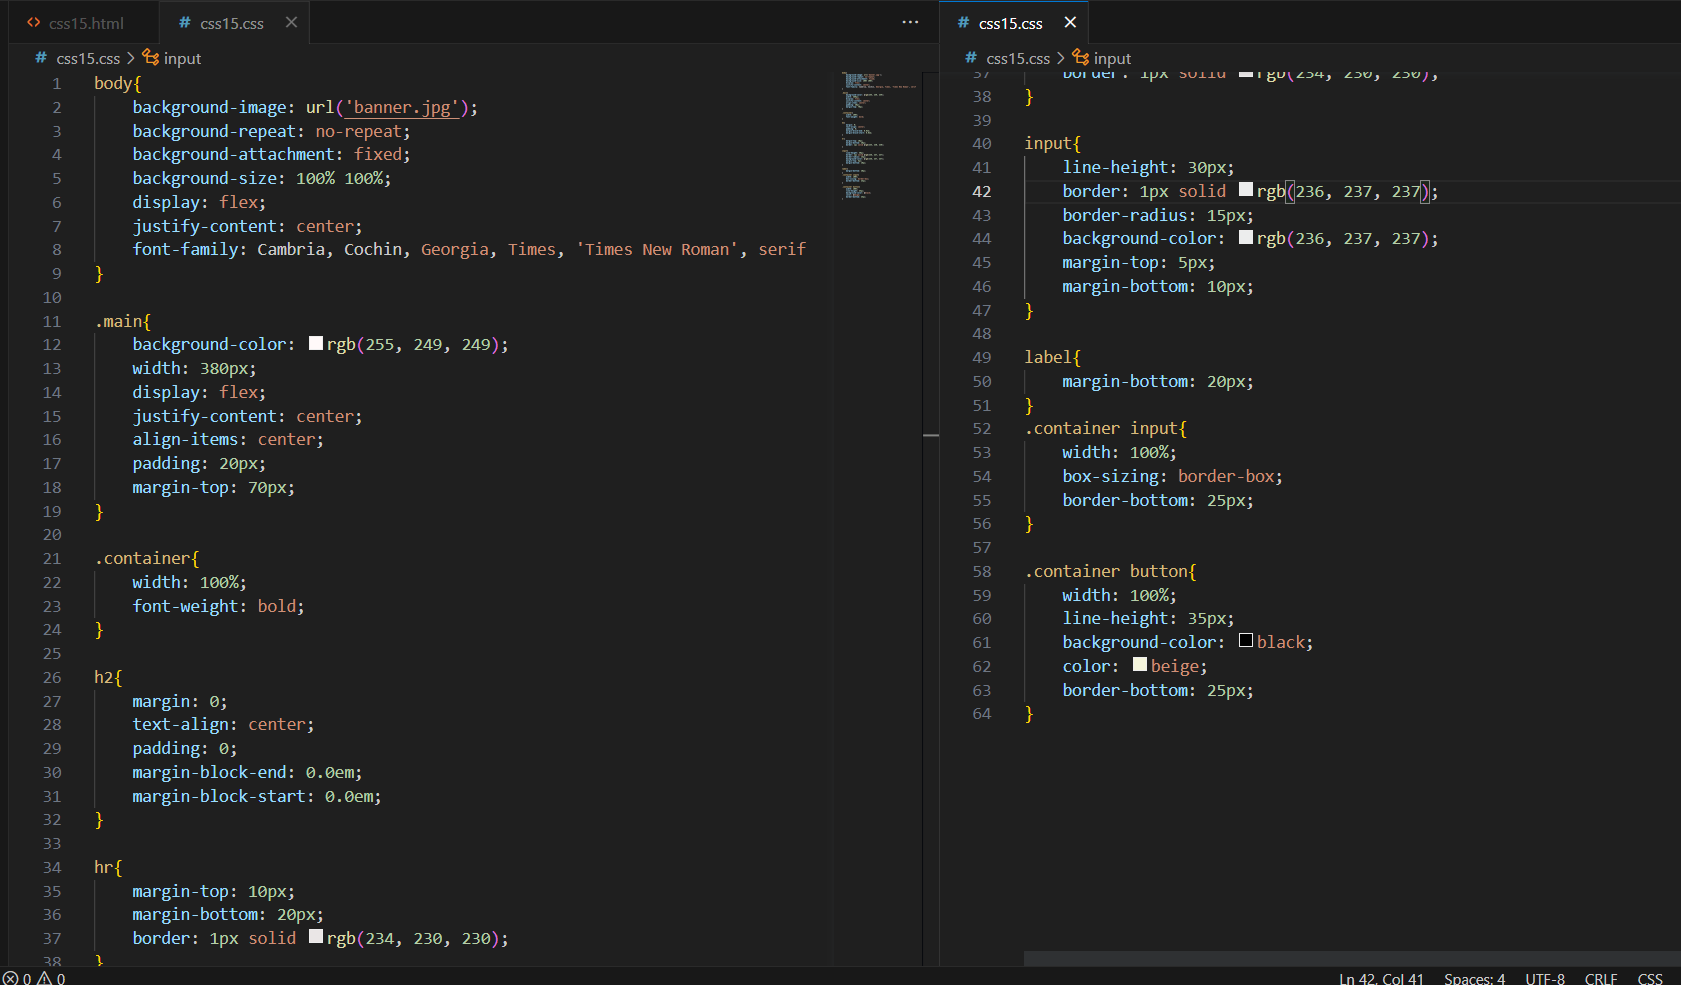 css15.html
# css15.css
# css15.css > input
1 body{
2 background-image: url('banner.jpg');
3 background-repeat: no-repeat;
4 background-attachment: fixed;
5 background-size: 100% 100%;
6 display: flex;
7 justify-content: center;
8 font-family: Cambria, Cochin, Georgia, Times, 'Times New Roman', serif
9 }
10
11 .main{
12 background-color: rgb(255, 249, 249);
13 width: 380px;
14 display: flex;
15 justify-content: center;
16 align-items: center;
17 padding: 20px;
18 margin-top: 70px;
19 }
20
21 .container{
22 width: 100%;
23 font-weight: bold;
24 }
25
26 h2{
27 margin: 0;
28 text-align: center;
29 padding: 0;
30 margin-block-end: 0.0em;
31 margin-block-start: 0.0em;
32 }
33
34 hr{
35 margin-top: 10px;
36 margin-bottom: 20px;
37 border: 1px solid rgb(234, 230, 230);
38 }
# css15.css
# css15.css > input
37 border: 1px solid rgb(234, 230, 230);
38 }
39
40 input{
41 line-height: 30px;
42 border: 1px solid rgb(236, 237, 237);
43 border-radius: 15px;
44 background-color: rgb(236, 237, 237);
45 margin-top: 5px;
46 margin-bottom: 10px;
47 }
48
49 label{
50 margin-bottom: 20px;
51 }
52 .container input{
53 width: 100%;
54 box-sizing: border-box;
55 border-bottom: 25px;
56 }
57
58 .container button{
59 width: 100%;
60 line-height: 35px;
61 background-color: black;
62 color: beige;
63 border-bottom: 25px;
64 }
0 0
Ln 42, Col 41 Spaces: 4 UTF-8 CRLF CSS